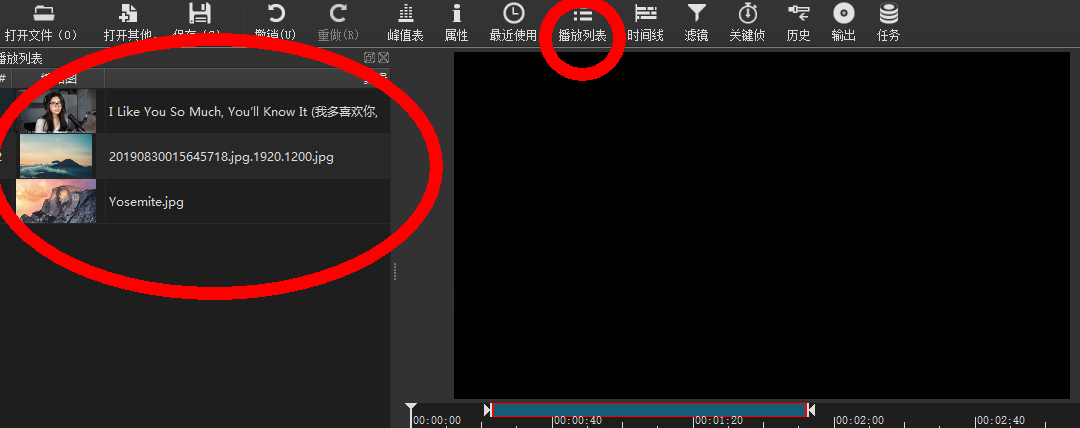 打开文件 (O) 打开其他. 撤销(U) 重做(R) 峰值表 属性 最近使用 播放列表 时间线 滤镜 关键侦 历史 输出 任务
播放列表
#
I Like You So Much, You'll Know It (我多喜欢你,
20190830015645718.jpg.1920.1200.jpg
Yosemite.jpg
00:00:00 00:00:40 00:01:20 00:02:00 00:02:40